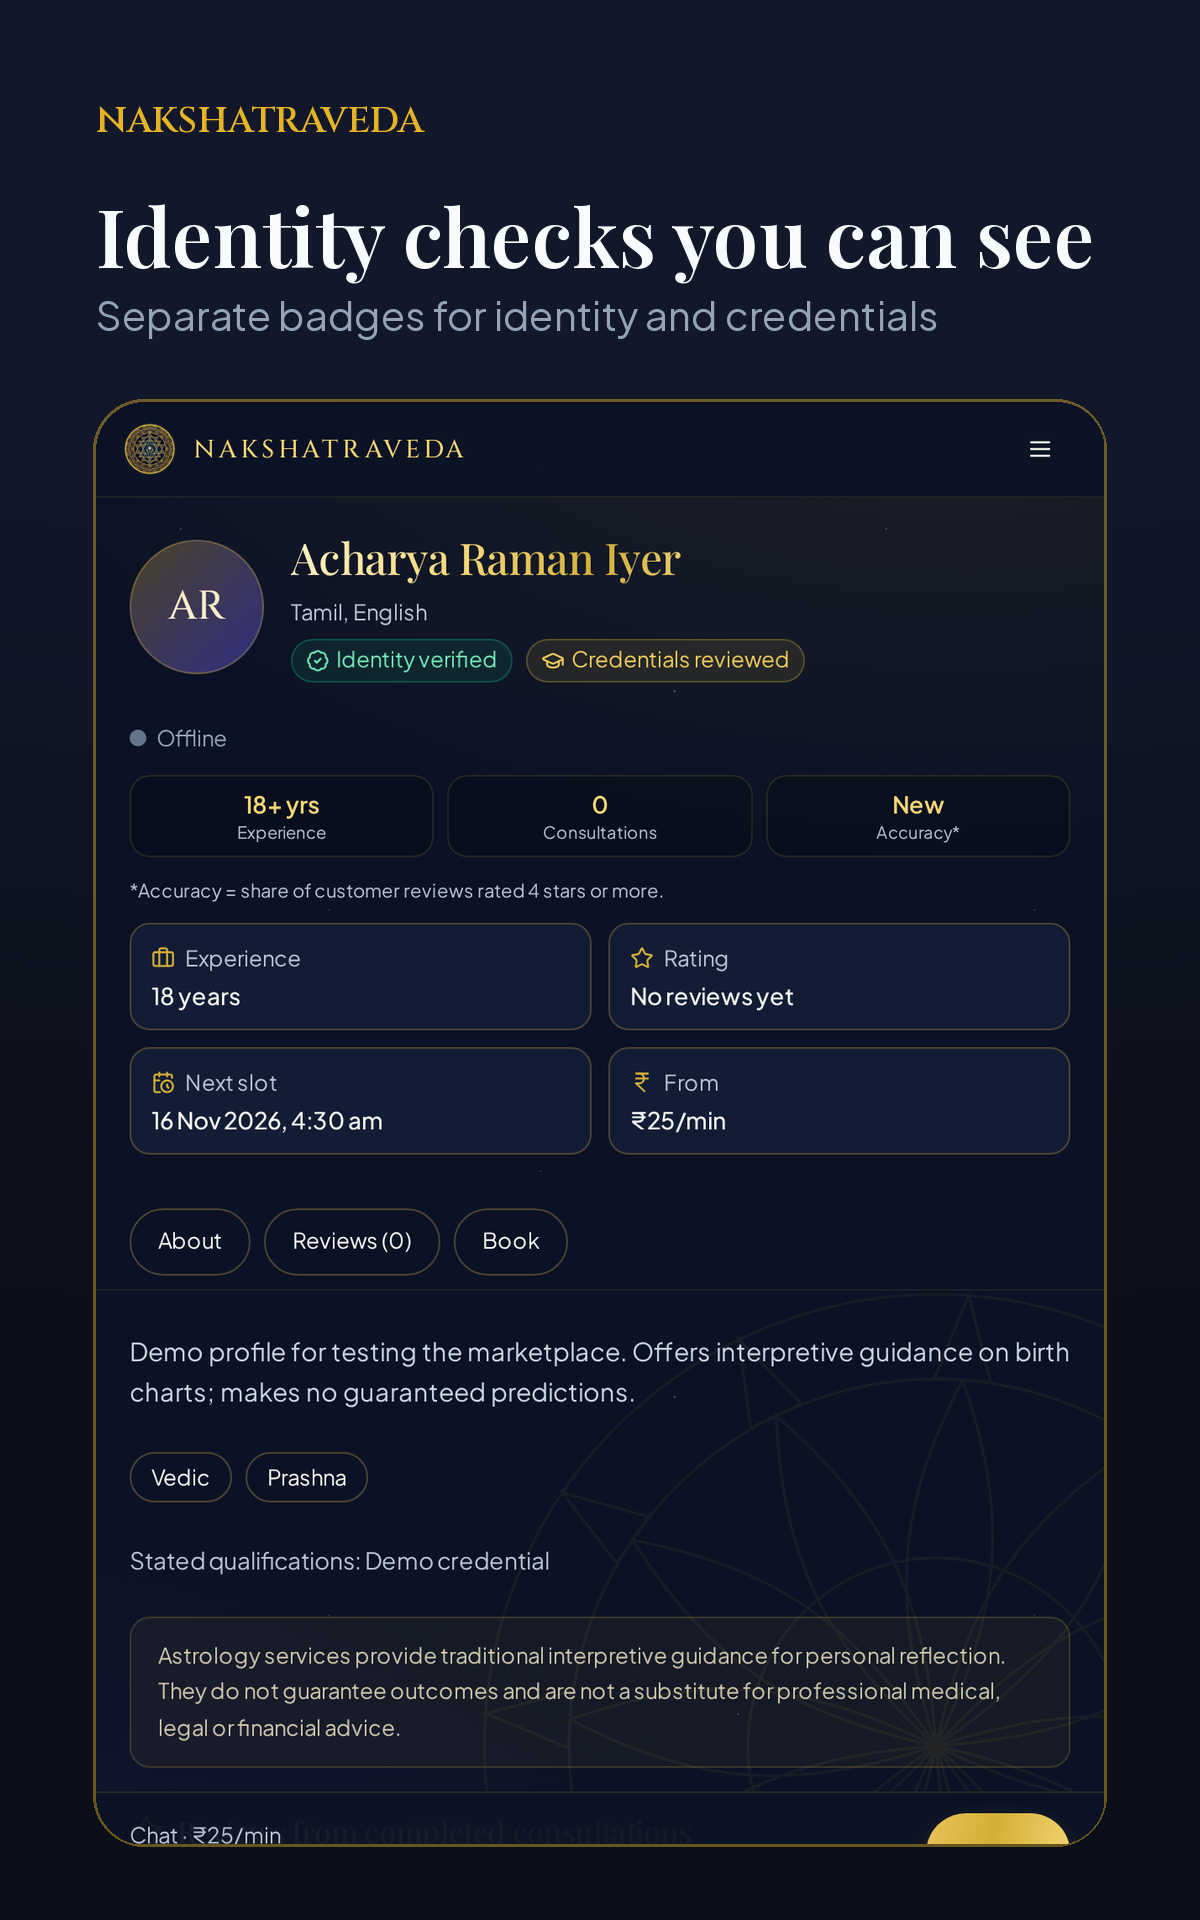 NAKSHATRAVEDA
Identity checks you can see
Separate badges for identity and credentials
NAKSHATRAVEDA
AR
Acharya Raman Iyer
Tamil, English
Identity verified
Credentials reviewed
Offline
18+ yrs
Experience
0
Consultations
New
Accuracy*
*Accuracy = share of customer reviews rated 4 stars or more.
Experience
18 years
Rating
No reviews yet
Next slot
16 Nov 2026, 4:30 am
₹ From
₹25/min
About
Reviews (0)
Book
Demo profile for testing the marketplace. Offers interpretive guidance on birth
charts; makes no guaranteed predictions.
Vedic
Prashna
Stated qualifications: Demo credential
Astrology services provide traditional interpretive guidance for personal reflection.
They do not guarantee outcomes and are not a substitute for professional medical,
legal or financial advice.
Chat · ₹25/min
from completed consultations